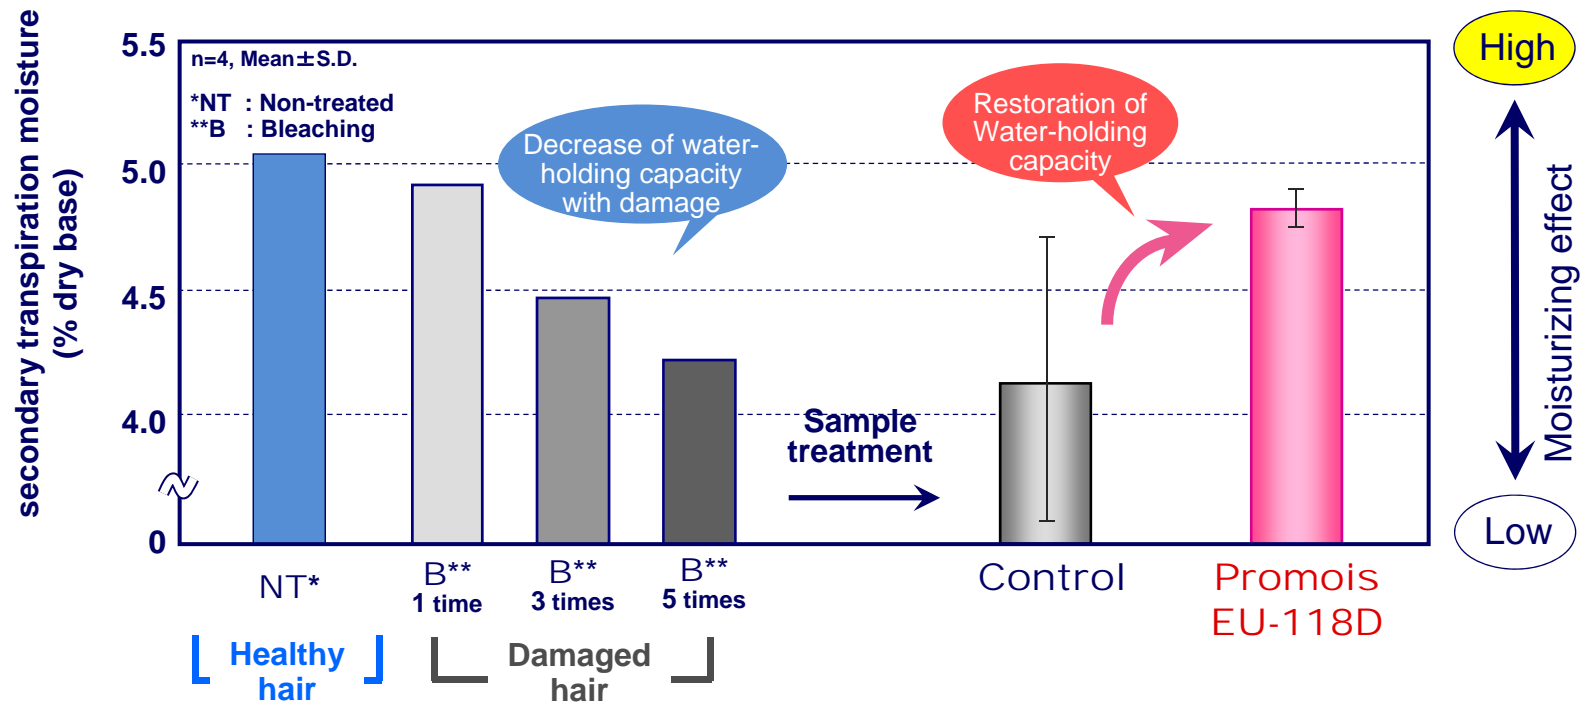 secondary transpiration moisture
(% dry base)
5.5
5.0
4.5
4.0
0
n=4, Mean±S.D.
*NT : Non-treated
**B : Bleaching
Decrease of water-
holding capacity
with damage
Restoration of
Water-holding
capacity
Sample
treatment
NT*
B**
1 time
B**
3 times
B**
5 times
Control
Promois
EU-118D
Healthy
hair
Damaged
hair
High
Moisturizing effect
Low